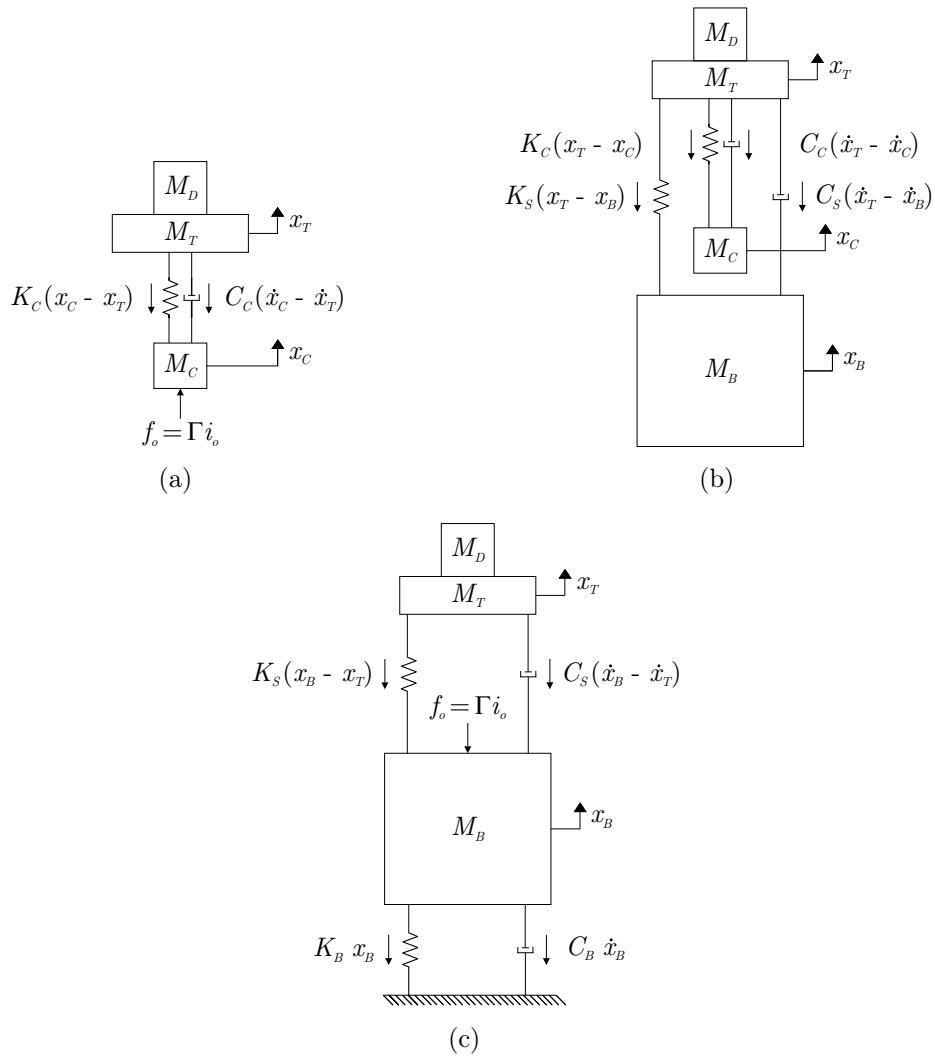 M_D
M_T
x_T
K_C(x_C - x_T)
C_C(ẋ_C - ẋ_T)
M_C
x_C
f_o = Γ i_o
(a)
M_D
M_T
x_T
K_C(x_T - x_C)
C_C(ẋ_T - ẋ_C)
K_S(x_T - x_B)
C_S(ẋ_T - ẋ_B)
M_C
x_C
M_B
x_B
(b)
M_D
M_T
x_T
K_S(x_B - x_T)
C_S(ẋ_B - ẋ_T)
f_o = Γ i_o
M_B
x_B
K_B x_B
C_B ẋ_B
(c)